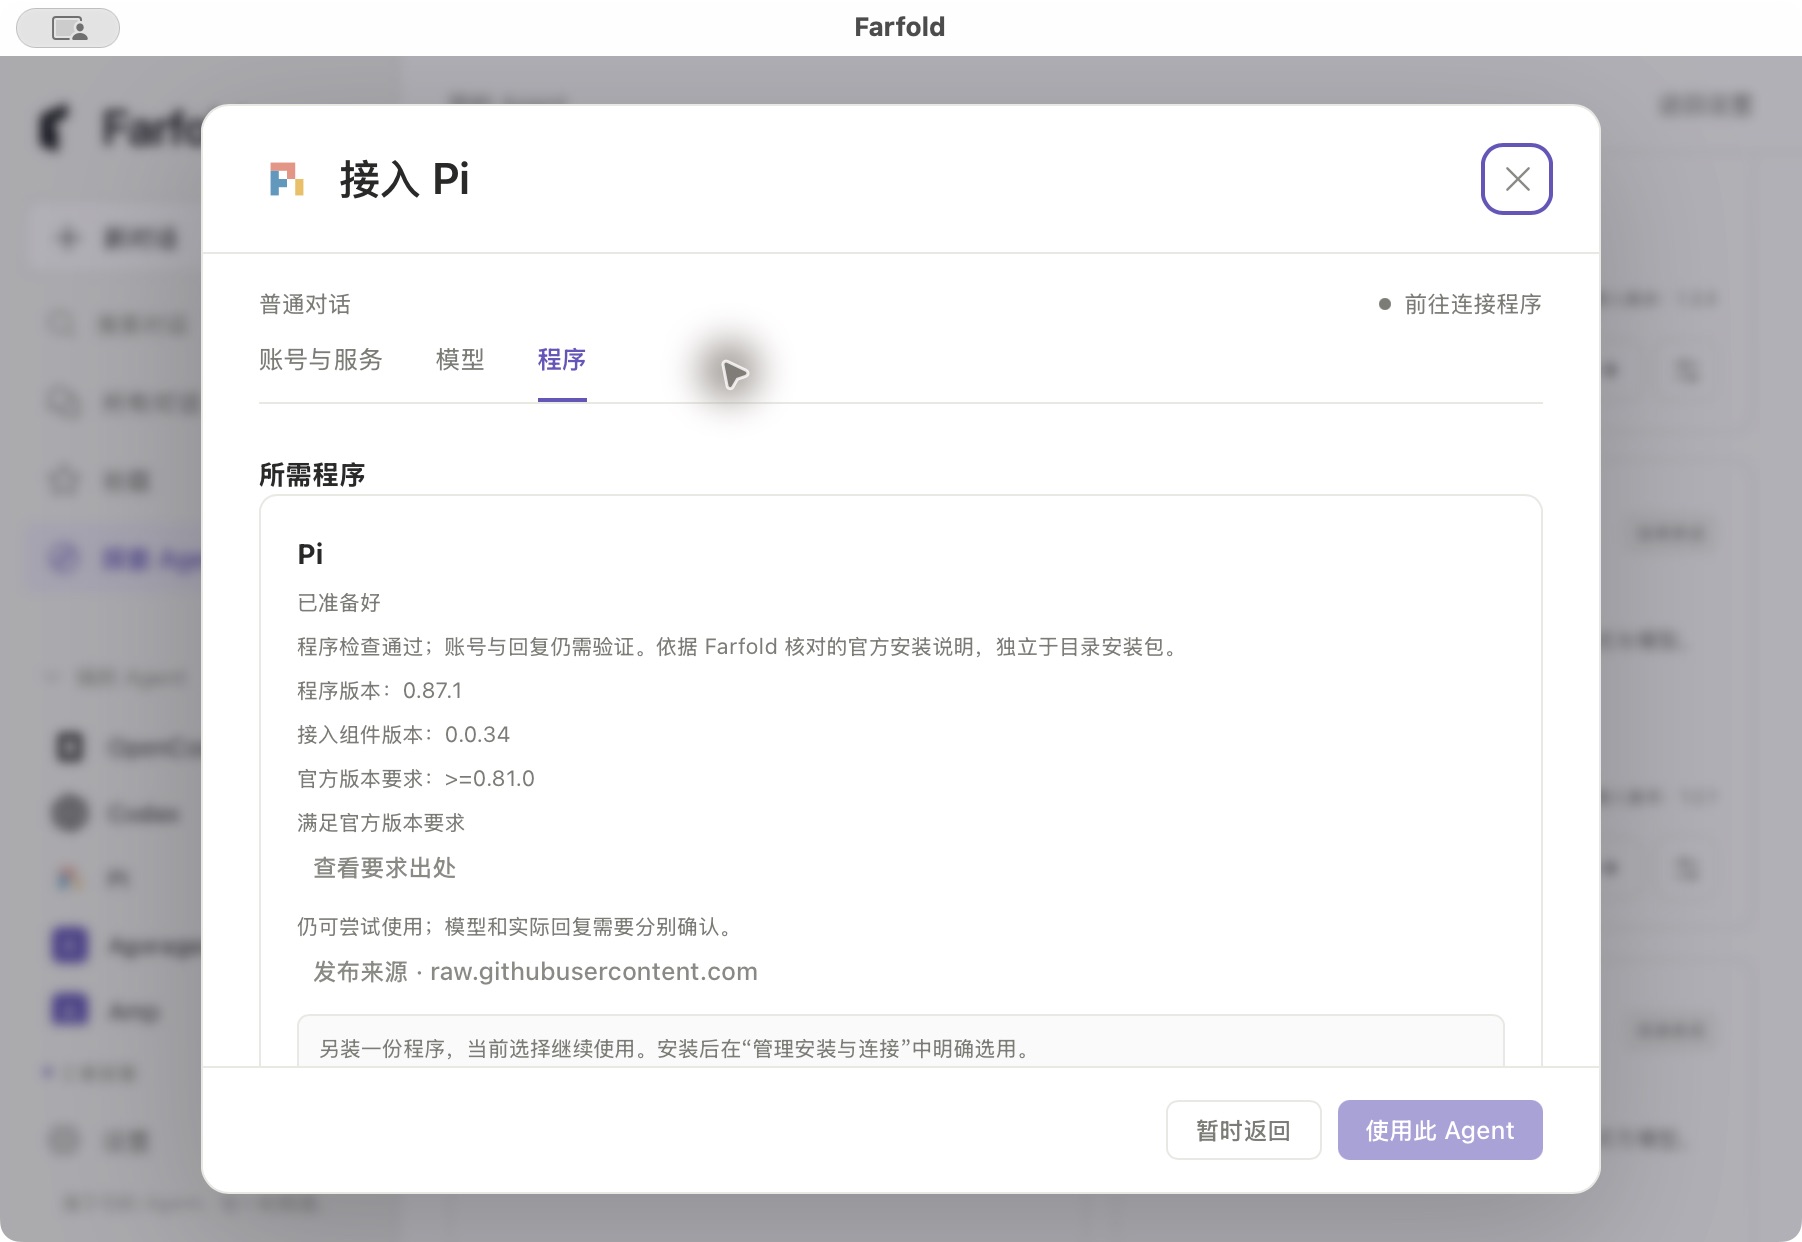 Farfold
接入 Pi
普通对话
前往连接程序
账号与服务
模型
程序
所需程序
Pi
已准备好
程序检查通过；账号与回复仍需验证。依据 Farfold 核对的官方安装说明，独立于目录安装包。
程序版本：0.87.1
接入组件版本：0.0.34
官方版本要求：>=0.81.0
满足官方版本要求
查看要求出处
仍可尝试使用；模型和实际回复需要分别确认。
发布来源 · raw.githubusercontent.com
另装一份程序，当前选择继续使用。安装后在“管理安装与连接”中明确选用。
暂时返回
使用此 Agent